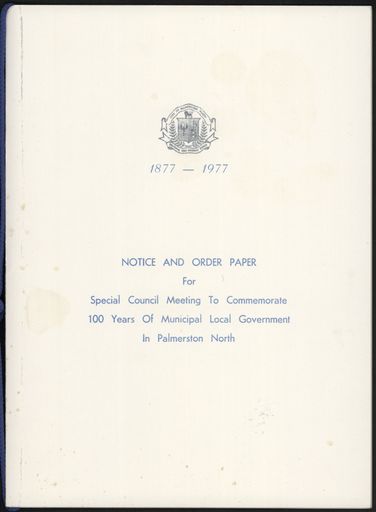 1877 — 1977
NOTICE AND ORDER PAPER
For
Special Council Meeting To Commemorate
100 Years Of Municipal Local Government
In Palmerston North